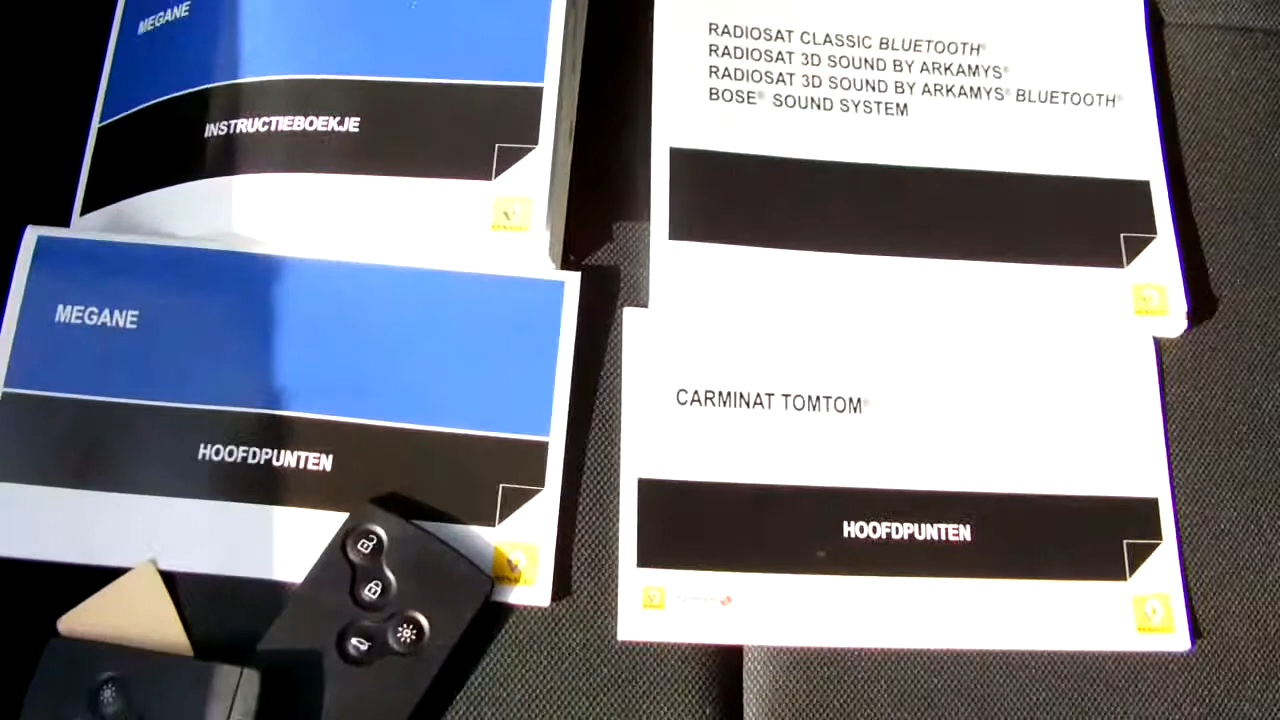 MEGANE
INSTRUCTIEBOEKJE
RADIOSAT CLASSIC BLUETOOTH®
RADIOSAT 3D SOUND BY ARKAMYS®
RADIOSAT 3D SOUND BY ARKAMYS® BLUETOOTH®
BOSE® SOUND SYSTEM
MEGANE
HOOFDPUNTEN
CARMINAT TOMTOM®
HOOFDPUNTEN